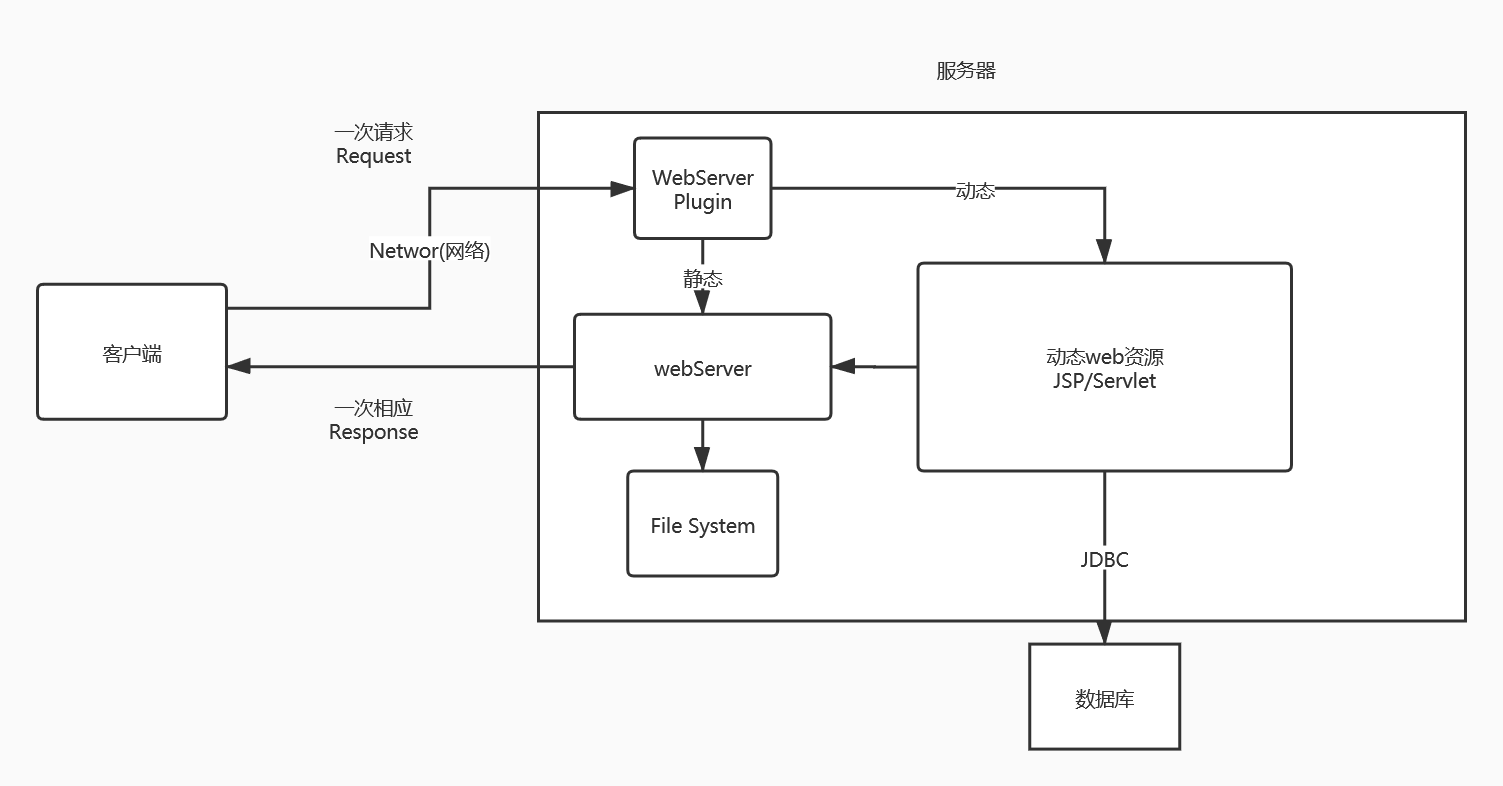 服务器
一次请求
Request
WebServer
Plugin
动态
Networ(网络)
静态
客户端
webServer
动态web资源
JSP/Servlet
一次相应
Response
File System
JDBC
数据库